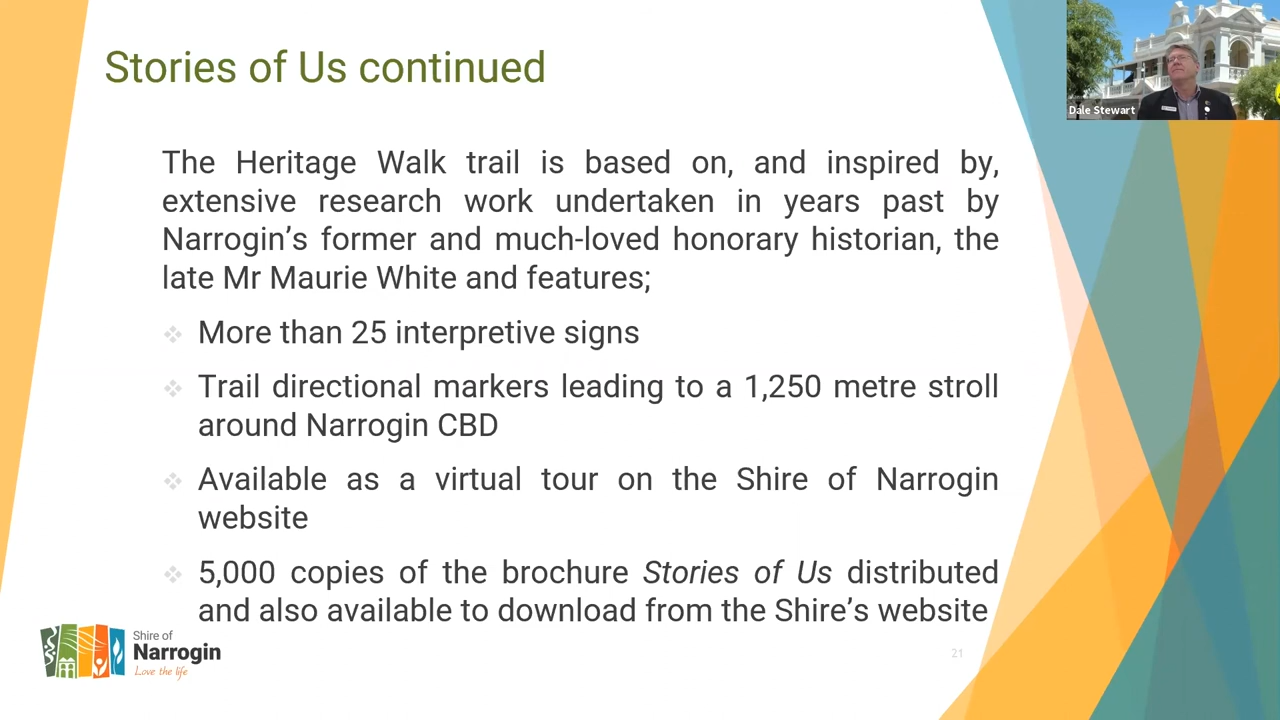 Stories of Us continued
Dale Stewart
The Heritage Walk trail is based on, and inspired by,
extensive research work undertaken in years past by
Narrogin’s former and much-loved honorary historian, the
late Mr Maurie White and features;
More than 25 interpretive signs
Trail directional markers leading to a 1,250 metre stroll
around Narrogin CBD
Available as a virtual tour on the Shire of Narrogin
website
5,000 copies of the brochure Stories of Us distributed
and also available to download from the Shire’s website
Shire of
Narrogin
Love the life
21